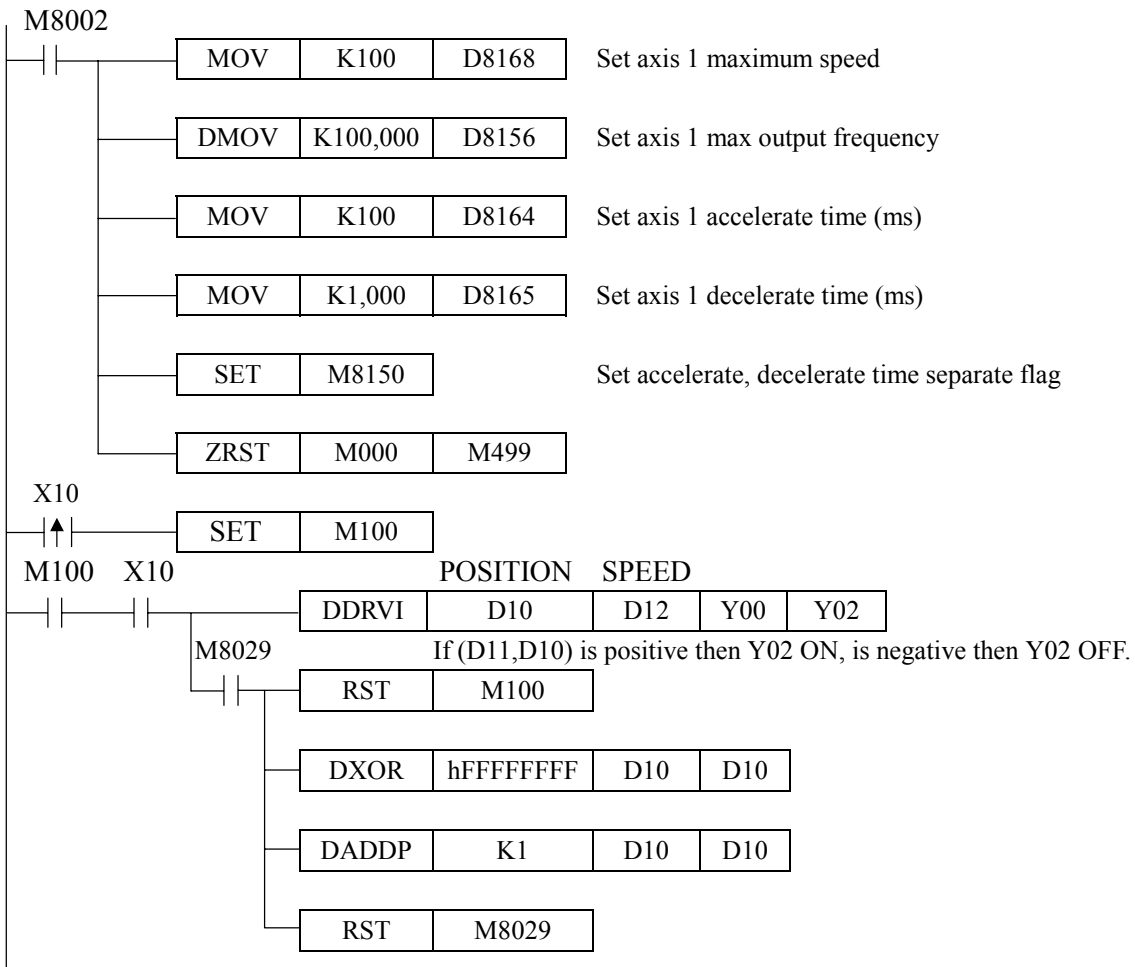 M8002
MOV K100 D8168 Set axis 1 maximum speed
DMOV K100,000 D8156 Set axis 1 max output frequency
MOV K100 D8164 Set axis 1 accelerate time (ms)
MOV K1,000 D8165 Set axis 1 decelerate time (ms)
SET M8150 Set accelerate, decelerate time separate flag
ZRST M000 M499
X10
SET M100
M100 X10 POSITION SPEED
DDRVI D10 D12 Y00 Y02
M8029 If (D11,D10) is positive then Y02 ON, is negative then Y02 OFF.
RST M100
DXOR hFFFFFFFF D10 D10
DADDP K1 D10 D10
RST M8029